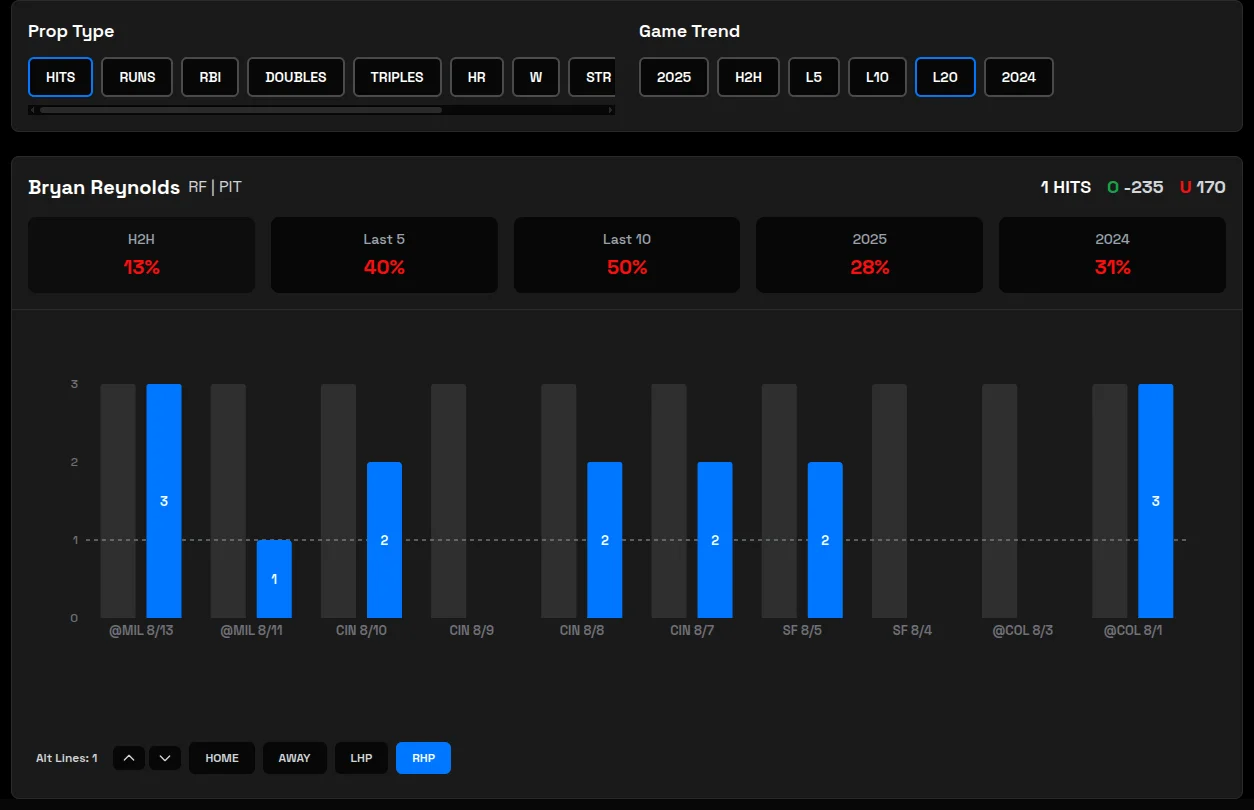 Prop Type
HITS RUNS RBI DOUBLES TRIPLES HR W STR
Game Trend
2025 H2H L5 L10 L20 2024
Bryan Reynolds RF | PIT
1 HITS O -235 U 170
H2H
13%
Last 5
40%
Last 10
50%
2025
28%
2024
31%
3
2
1
0
3
1
2
2
2
2
3
@MIL 8/13 @MIL 8/11 CIN 8/10 CIN 8/9 CIN 8/8 CIN 8/7 SF 8/5 SF 8/4 @COL 8/3 @COL 8/1
Alt Lines: 1 HOME AWAY LHP RHP